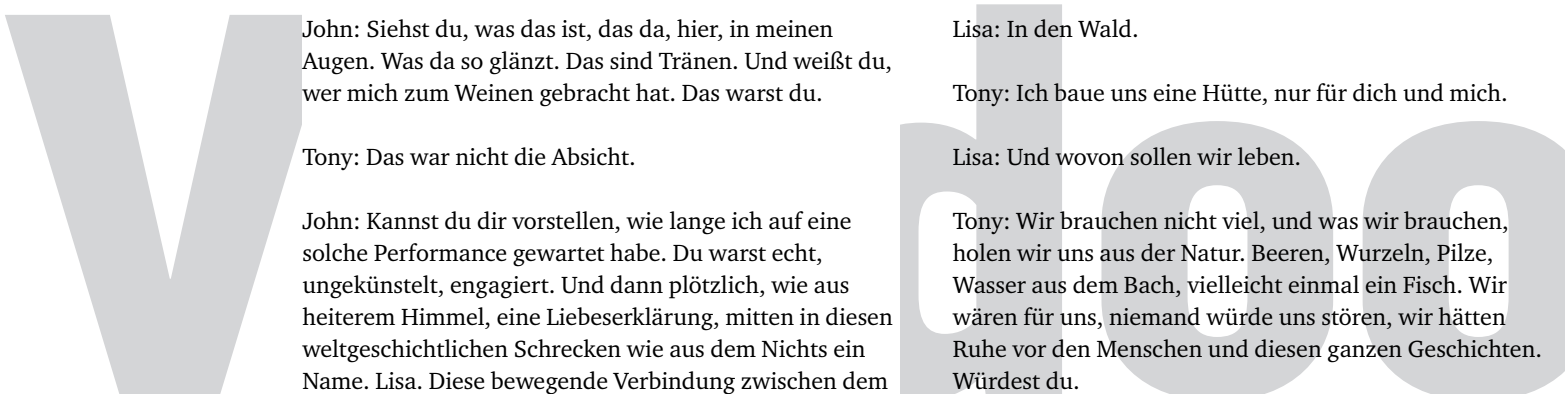 V
John: Siehst du, was das ist, das da, hier, in meinen
Augen. Was da so glänzt. Das sind Tränen. Und weißt du,
wer mich zum Weinen gebracht hat. Das warst du.
Tony: Das war nicht die Absicht.
John: Kannst du dir vorstellen, wie lange ich auf eine
solche Performance gewartet habe. Du warst echt,
ungekünstelt, engagiert. Und dann plötzlich, wie aus
heiterem Himmel, eine Liebeserklärung, mitten in diesen
weltgeschichtlichen Schrecken wie aus dem Nichts ein
Name. Lisa. Diese bewegende Verbindung zwischen dem
doo
Lisa: In den Wald.
Tony: Ich baue uns eine Hütte, nur für dich und mich.
Lisa: Und wovon sollen wir leben.
Tony: Wir brauchen nicht viel, und was wir brauchen,
holen wir uns aus der Natur. Beeren, Wurzeln, Pilze,
Wasser aus dem Bach, vielleicht einmal ein Fisch. Wir
wären für uns, niemand würde uns stören, wir hätten
Ruhe vor den Menschen und diesen ganzen Geschichten.
Würdest du.